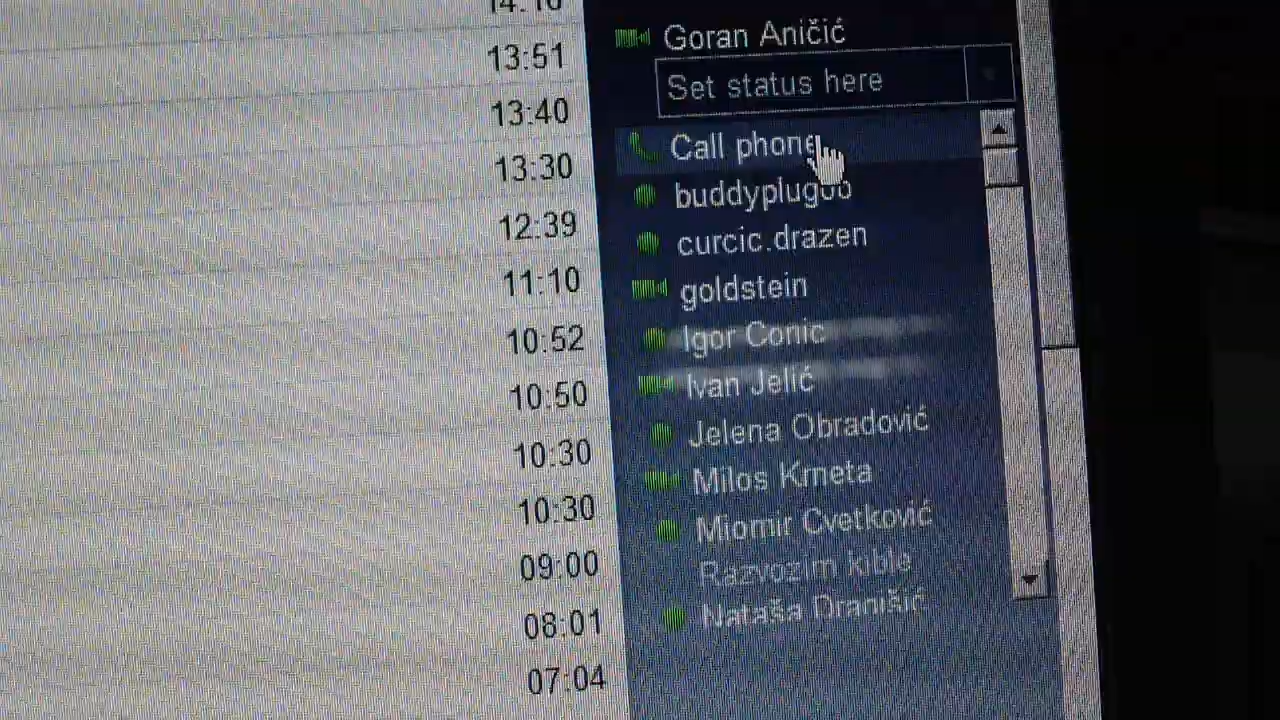 13:51
13:40
13:30
12:39
11:10
10:52
10:50
10:30
10:30
09:00
08:01
07:04
Goran Aničić
Set status here
Call phone
curcic.drazen
goldstein
Igor Conic
Ivan Jelić
Jelena Obradović
Milos Krneta
Miomir Cvetković
Razvozim kible
Nataša